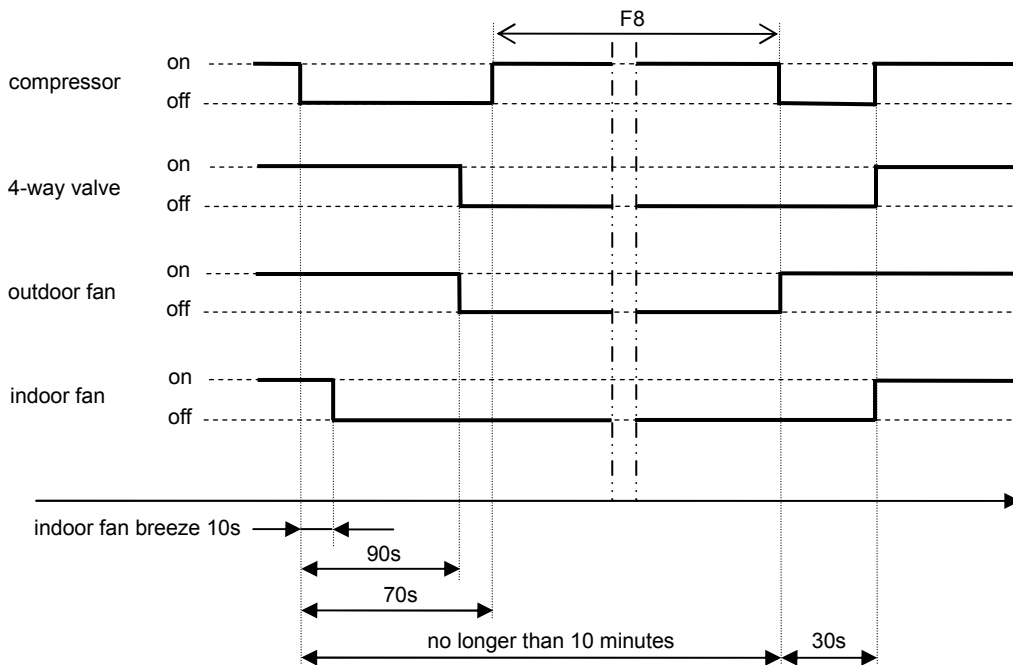 F8
on
compressor
off
on
4-way valve
off
on
outdoor fan
off
on
indoor fan
off
indoor fan breeze 10s
90s
70s
no longer than 10 minutes
30s